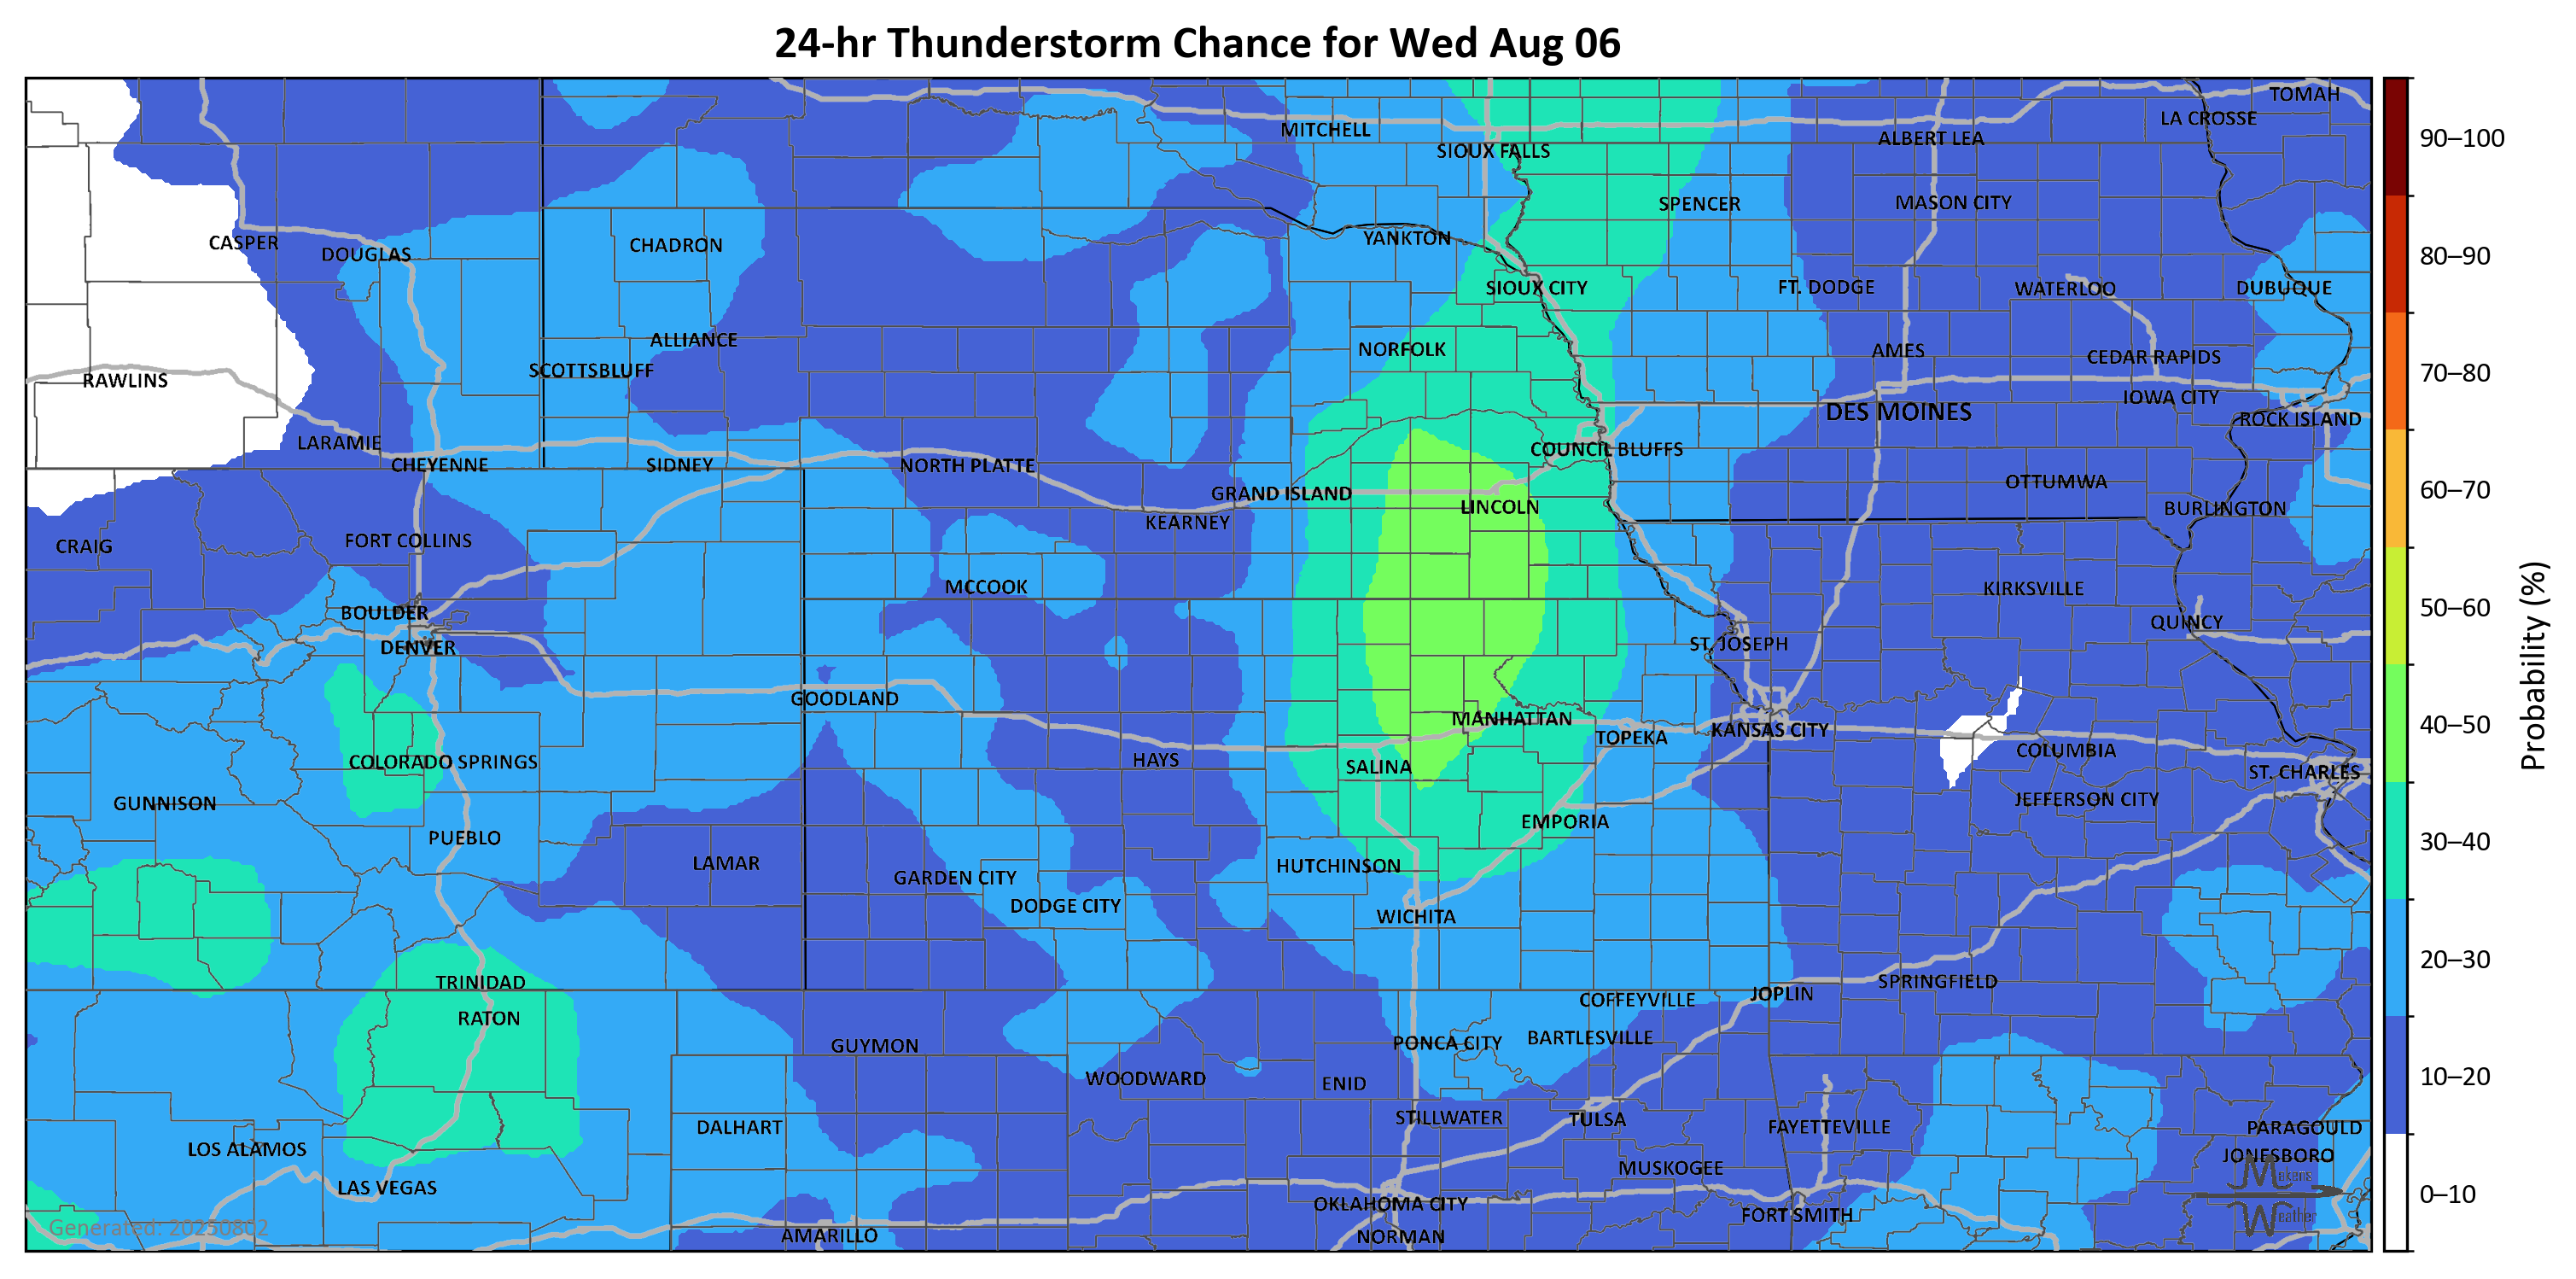 24-hr Thunderstorm Chance for Wed Aug 06
TOMAH
LA CROSSE
MITCHELL
ALBERT LEA
SIOUX FALLS
90–100
SPENCER
MASON CITY
YANKTON
CASPER
DOUGLAS
CHADRON
80–90
SIOUX CITY
FT. DODGE
WATERLOO
DUBUQUE
ALLIANCE
NORFOLK
AMES
CEDAR RAPIDS
SCOTTSBLUFF
70–80
RAWLINS
IOWA CITY
DES MOINES
ROCK ISLAND
LARAMIE
COUNCIL BLUFFS
CHEYENNE
SIDNEY
NORTH PLATTE
OTTUMWA
60–70
GRAND ISLAND
LINCOLN
BURLINGTON
KEARNEY
FORT COLLINS
CRAIG
MCCOOK
KIRKSVILLE
50–60
BOULDER
QUINCY
DENVER
ST. JOSEPH
Probability (%)
GOODLAND
MANHATTAN
40–50
KANSAS CITY
TOPEKA
COLUMBIA
HAYS
COLORADO SPRINGS
SALINA
ST. CHARLES
GUNNISON
JEFFERSON CITY
EMPORIA
PUEBLO
30–40
LAMAR
HUTCHINSON
GARDEN CITY
DODGE CITY
WICHITA
20–30
TRINIDAD
SPRINGFIELD
JOPLIN
COFFEYVILLE
RATON
BARTLESVILLE
PONCA CITY
GUYMON
WOODWARD
ENID
10–20
STILLWATER
TULSA
DALHART
FAYETTEVILLE
PARAGOULD
LOS ALAMOS
JONESBORO
MUSKOGEE
Makens
LAS VEGAS
0–10
OKLAHOMA CITY
FORT SMITH
Weather
Generated: 20250802
AMARILLO
NORMAN